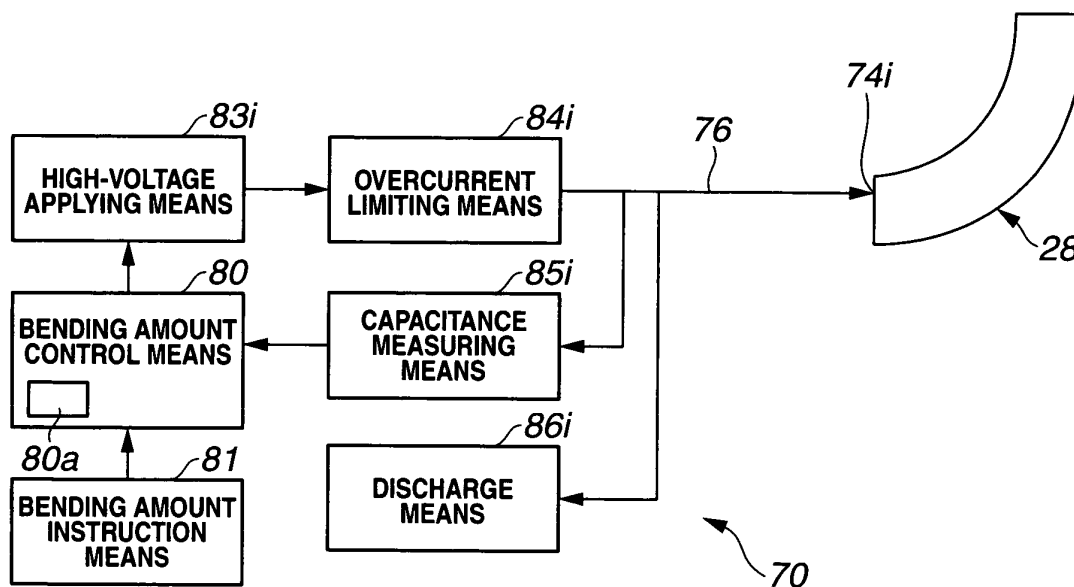 83i
HIGH-VOLTAGE
APPLYING MEANS
84i
OVERCURRENT
LIMITING MEANS
76
74i
28
80
BENDING AMOUNT
CONTROL MEANS
80a
85i
CAPACITANCE
MEASURING
MEANS
81
BENDING AMOUNT
INSTRUCTION
MEANS
86i
DISCHARGE
MEANS
70